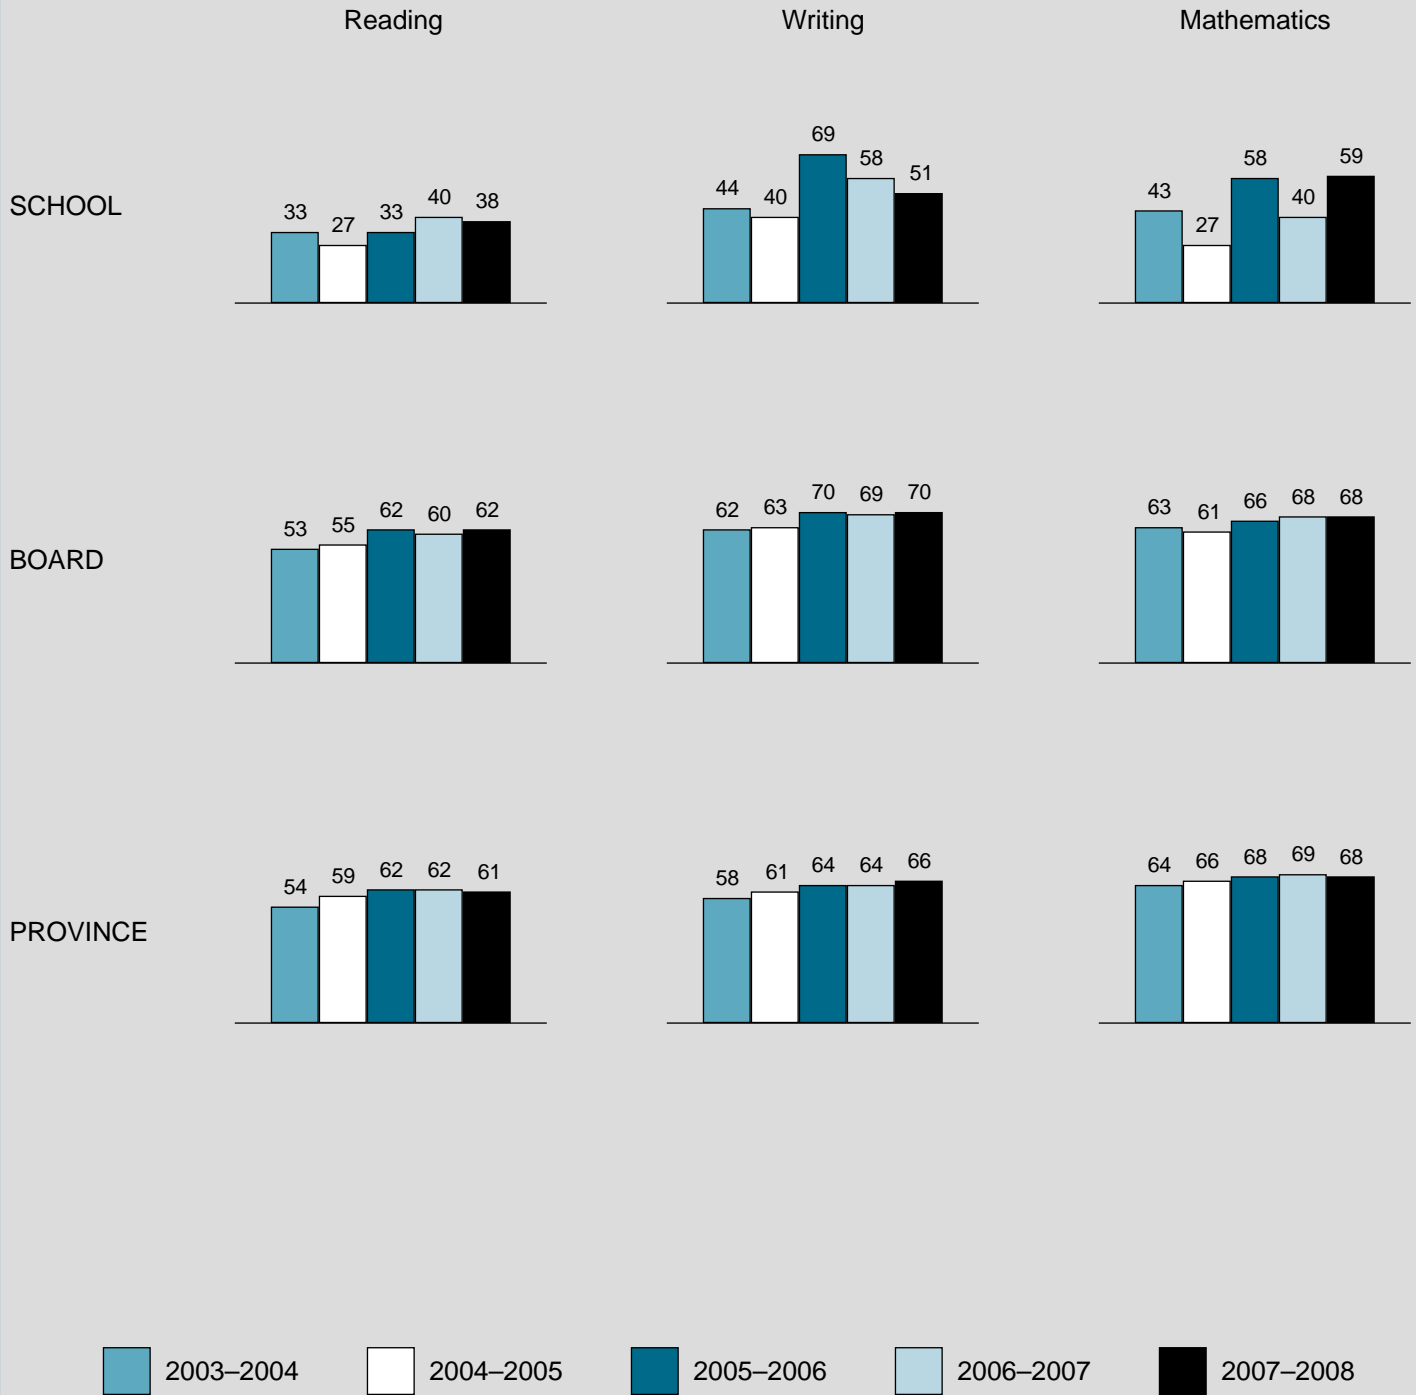 Reading Writing Mathematics
SCHOOL
33 27 33 40 38
44 40 69 58 51
43 27 58 40 59
BOARD
53 55 62 60 62
62 63 70 69 70
63 61 66 68 68
PROVINCE
54 59 62 62 61
58 61 64 64 66
64 66 68 69 68
2003–2004 2004–2005 2005–2006 2006–2007 2007–2008